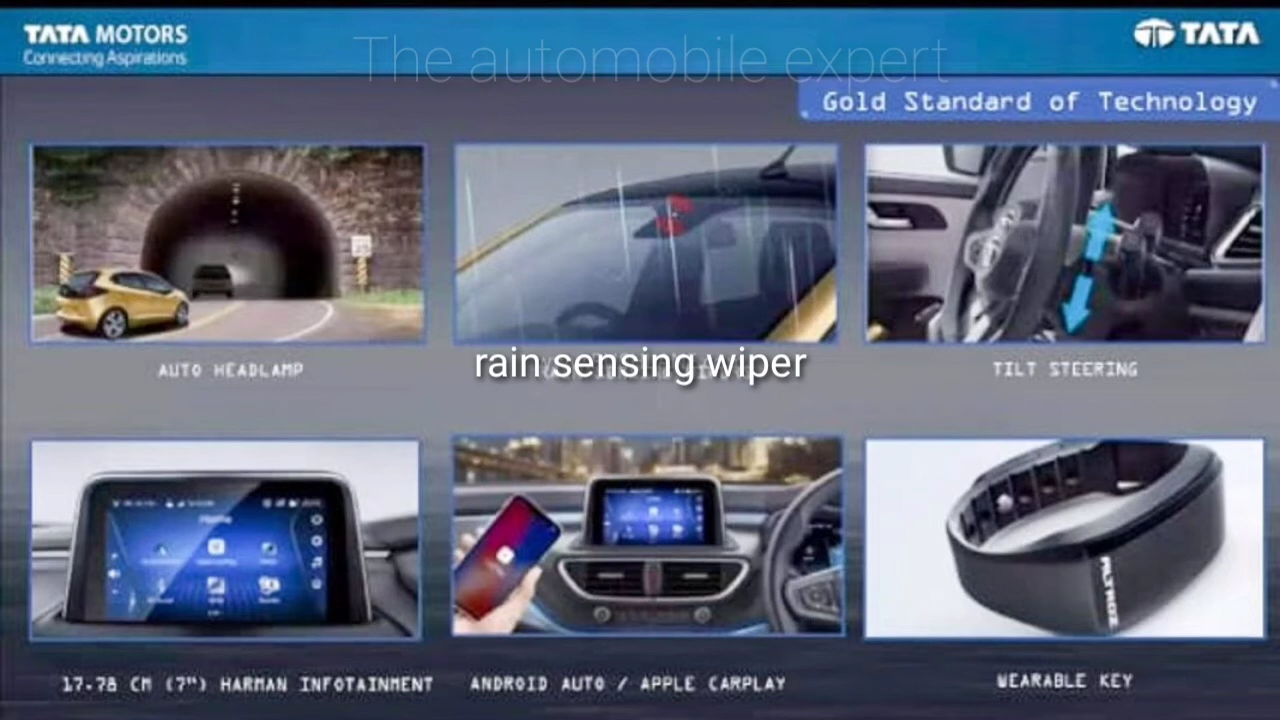 TATA MOTORS
Connecting Aspirations
The automobile expert
TATA
Gold Standard of Technology
AUTO HEADLAMP
rain sensing wiper
TILT STEERING
Home
ALTROZ
17.78 CM (7") HARMAN INFOTAINMENT
ANDROID AUTO / APPLE CARPLAY
WEARABLE KEY